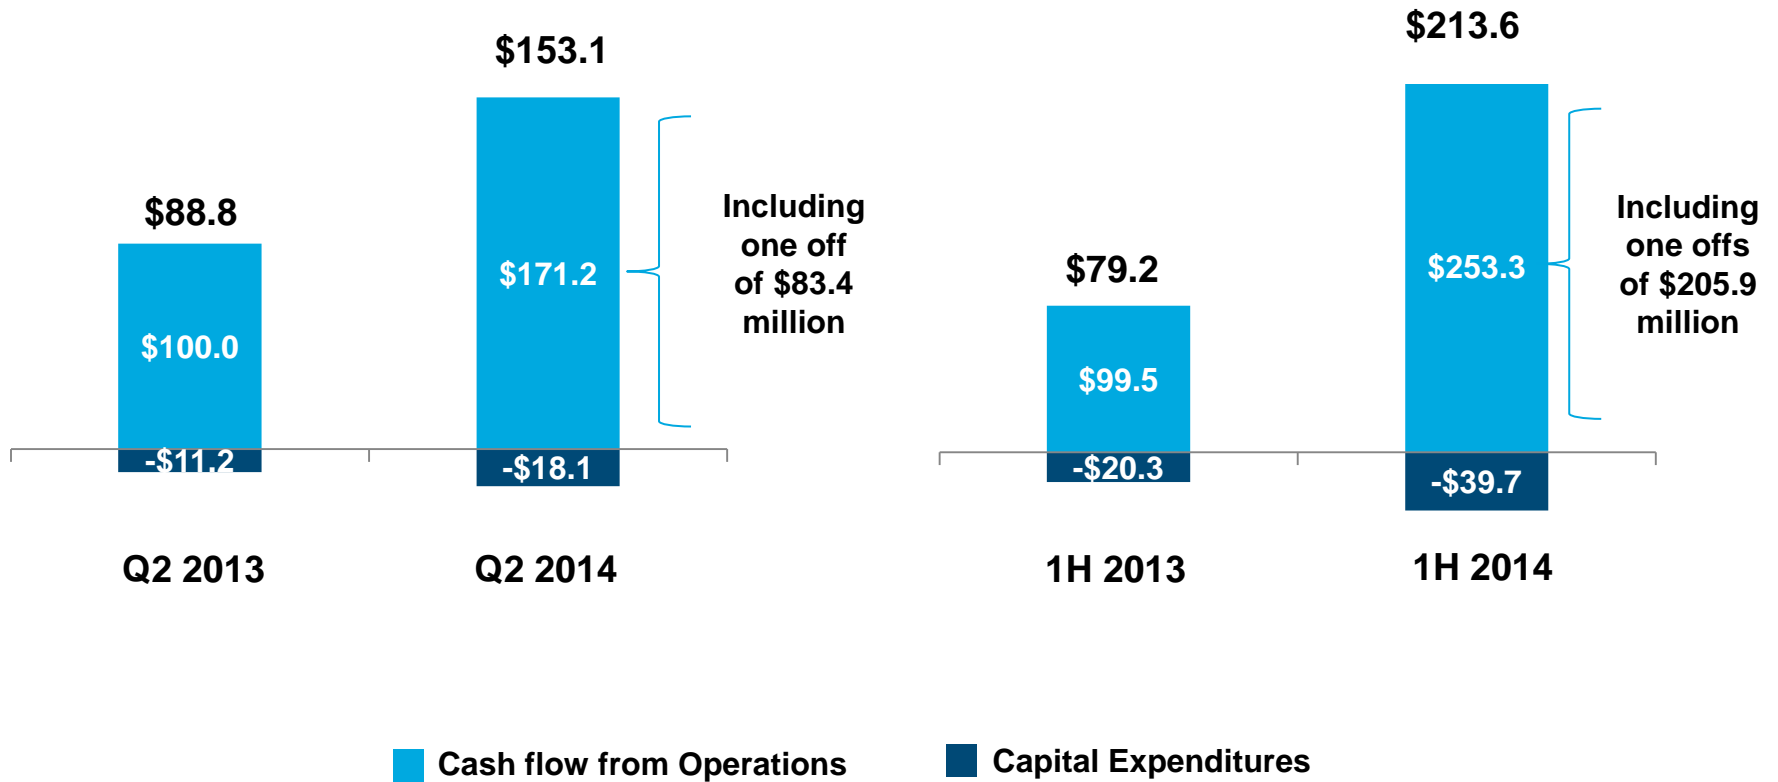 $153.1
$88.8
$171.2
$100.0
Including
one off
of $83.4
million
-$11.2
-$18.1
Q2 2013
Q2 2014
$213.6
$79.2
$253.3
$99.5
Including
one offs
of $205.9
million
-$20.3
-$39.7
1H 2013
1H 2014
Cash flow from Operations
Capital Expenditures